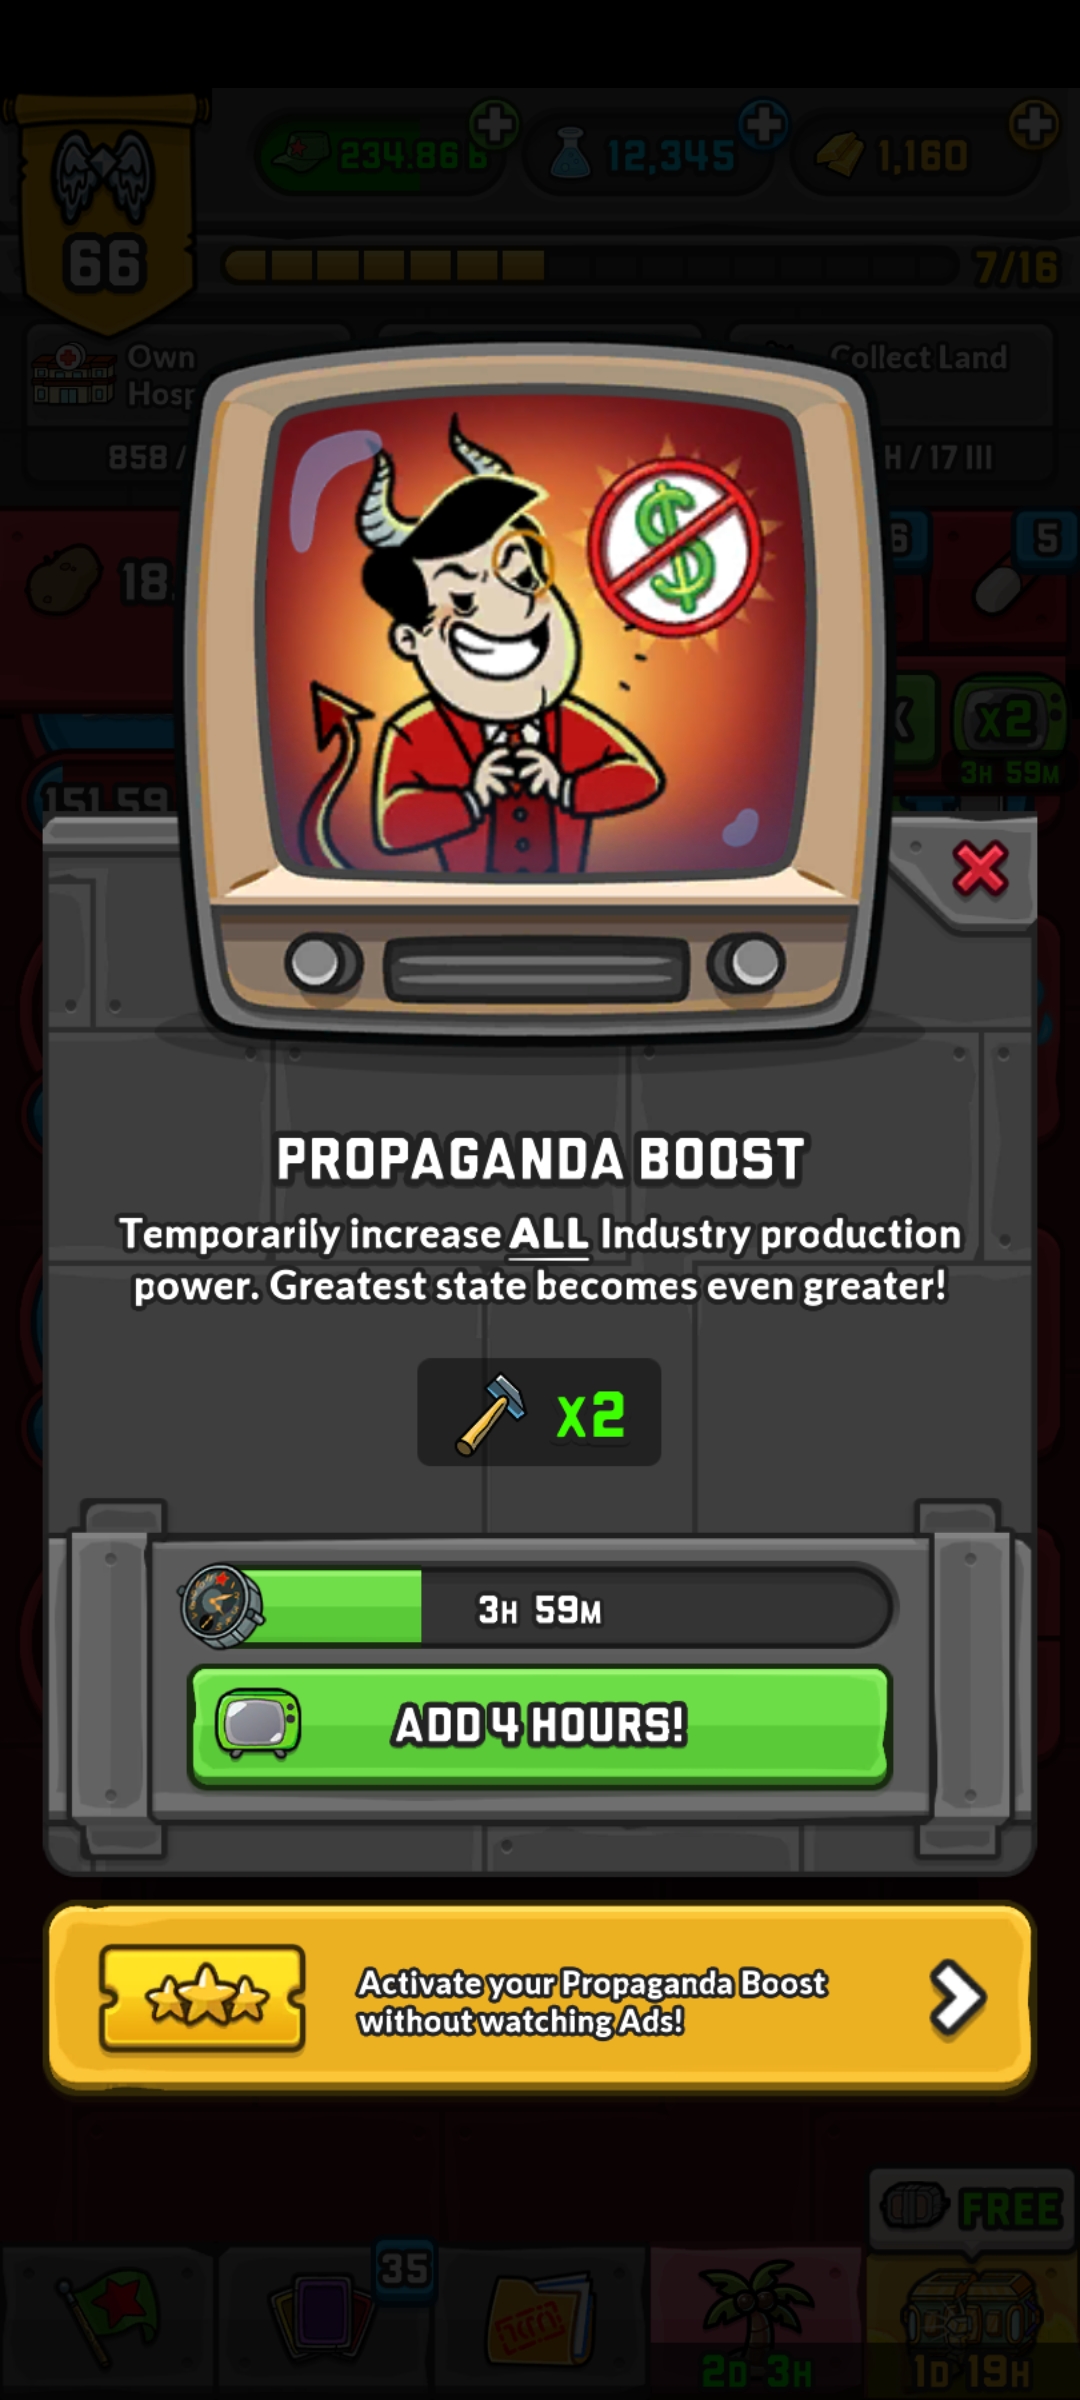 234.86 b
12,345
1,160
66
7/16
Own
Collect Land
858 /
H / 17 III
18.
5
x2
3H 59M
151.59
PROPAGANDA BOOST
Temporarily increase ALL Industry production
power. Greatest state becomes even greater!
x2
3H 59M
ADD 4 HOURS!
Activate your Propaganda Boost
without watching Ads!
FREE
35
2D 3H
1D 19H